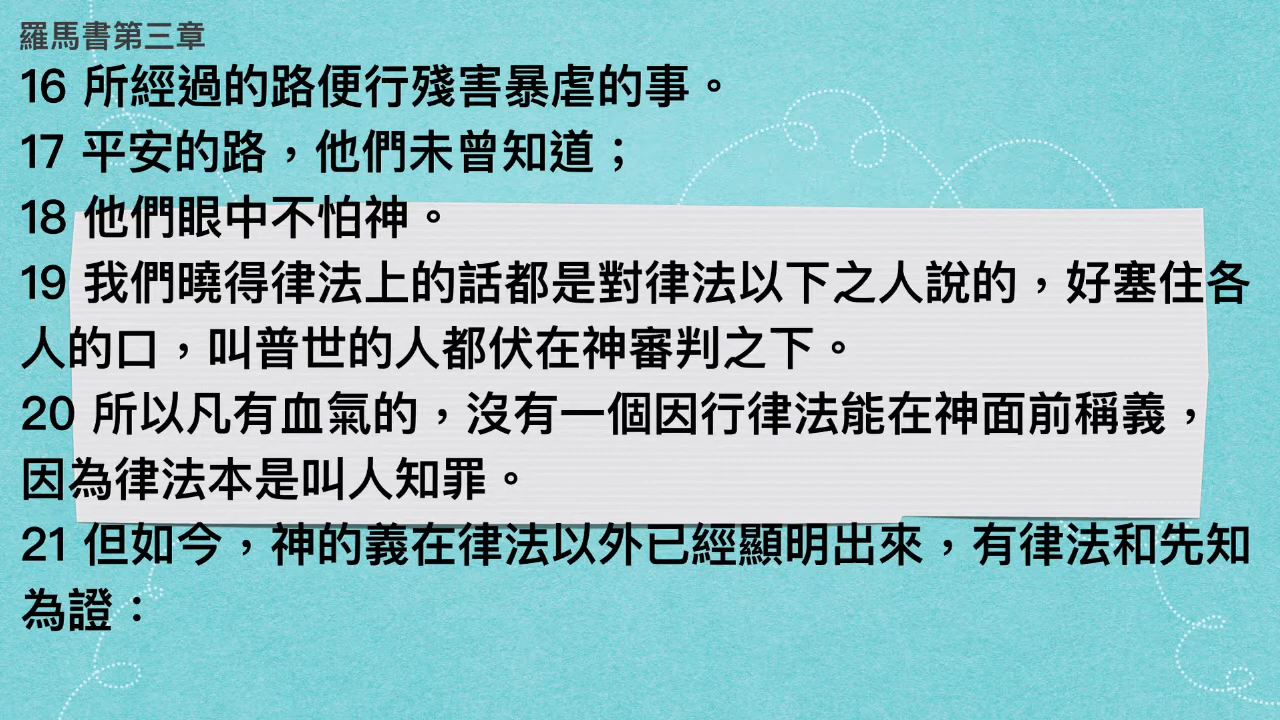 羅馬書第三章
16 所經過的路便行殘害暴虐的事。
17 平安的路，他們未曾知道；
18 他們眼中不怕神。
19 我們曉得律法上的話都是對律法以下之人說的，好塞住各
人的口，叫普世的人都伏在神審判之下。
20 所以凡有血氣的，沒有一個因行律法能在神面前稱義，
因為律法本是叫人知罪。
21 但如今，神的義在律法以外已經顯明出來，有律法和先知
為證：